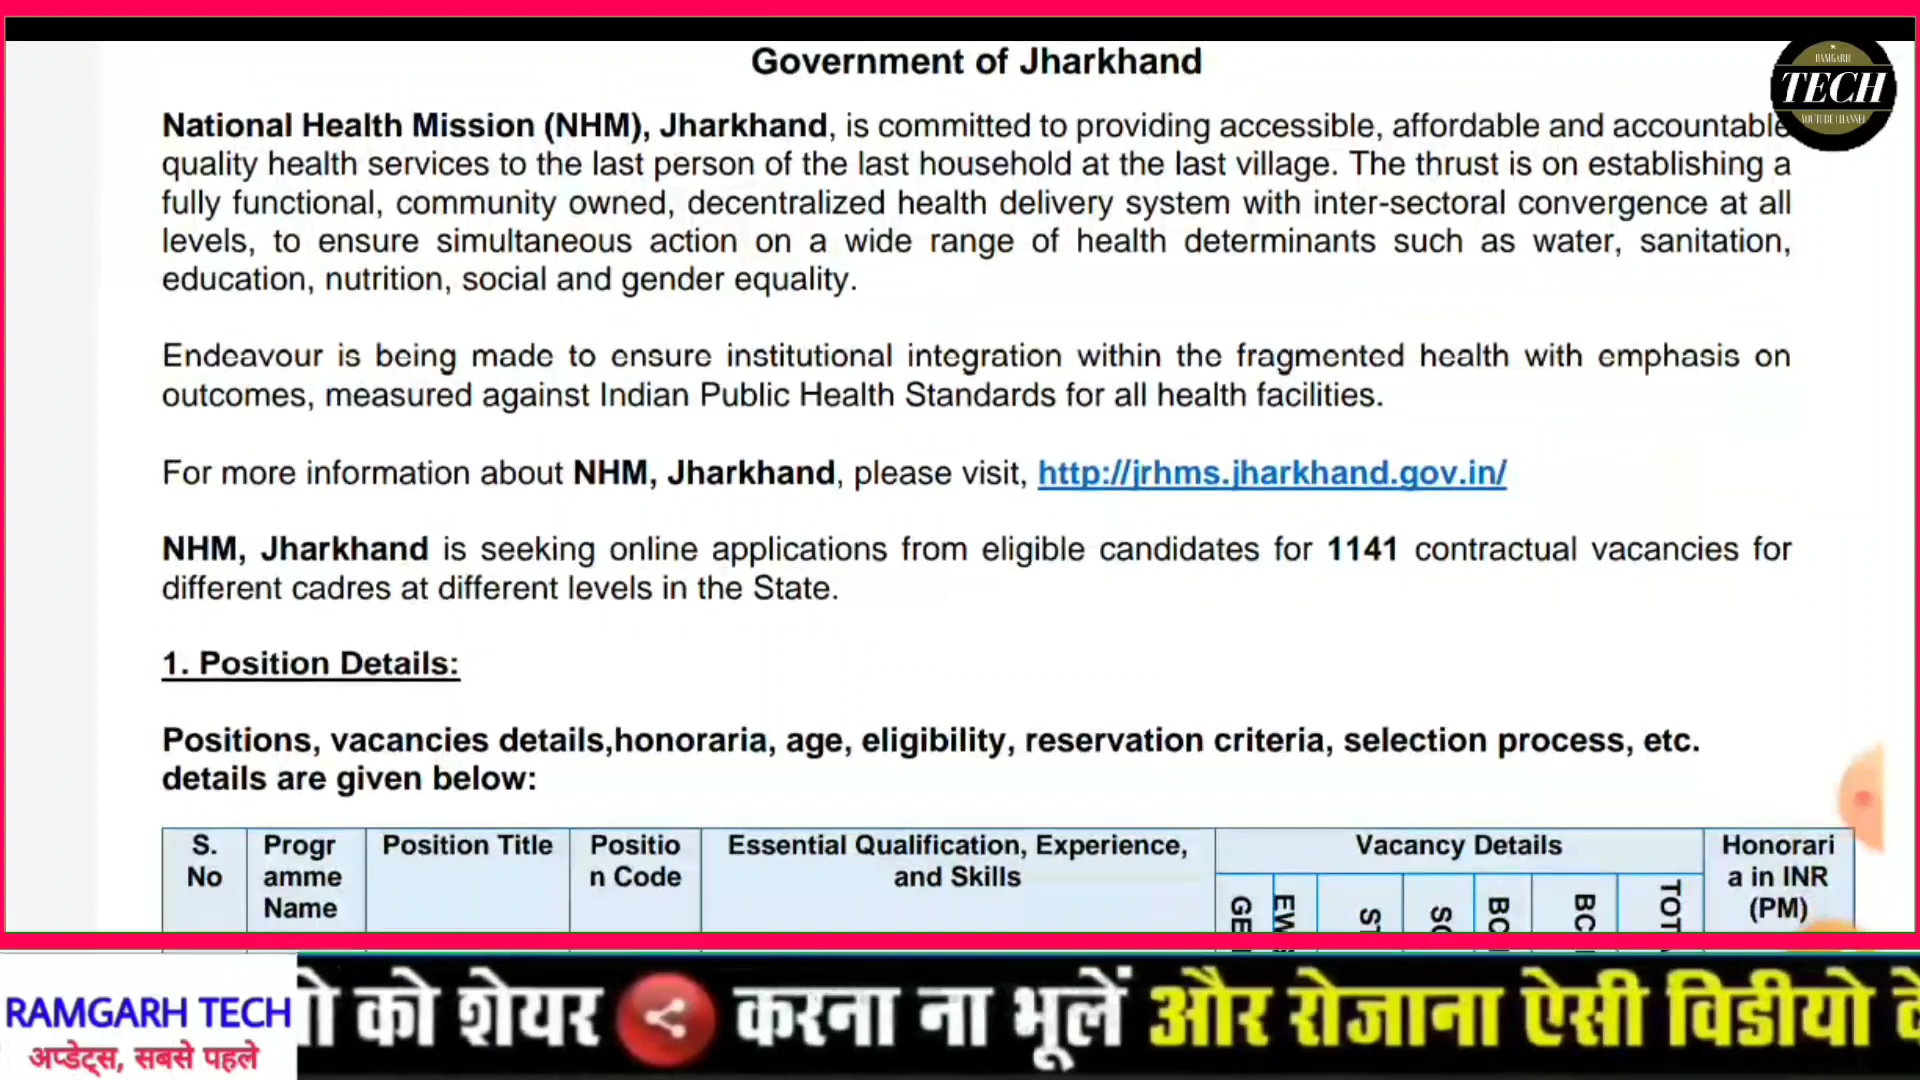 Government of Jharkhand
RAMGARH
TECH
YOUTUBE CHANNEL
National Health Mission (NHM), Jharkhand, is committed to providing accessible, affordable and accountable
quality health services to the last person of the last household at the last village. The thrust is on establishing a
fully functional, community owned, decentralized health delivery system with inter-sectoral convergence at all
levels, to ensure simultaneous action on a wide range of health determinants such as water, sanitation,
education, nutrition, social and gender equality.
Endeavour is being made to ensure institutional integration within the fragmented health with emphasis on
outcomes, measured against Indian Public Health Standards for all health facilities.
For more information about NHM, Jharkhand, please visit, http://jrhms.jharkhand.gov.in/
NHM, Jharkhand is seeking online applications from eligible candidates for 1141 contractual vacancies for
different cadres at different levels in the State.
1. Position Details:
Positions, vacancies details,honoraria, age, eligibility, reservation criteria, selection process, etc.
details are given below:
S. Progr Position Title Positio Essential Qualification, Experience, Vacancy Details Honorari
No amme n Code and Skills a in INR
Name (PM)
RAMGARH TECH
अप्डेट्स, सबसे पहले
को शेयर करना ना भूलें और रोजाना ऐसी विडीयो